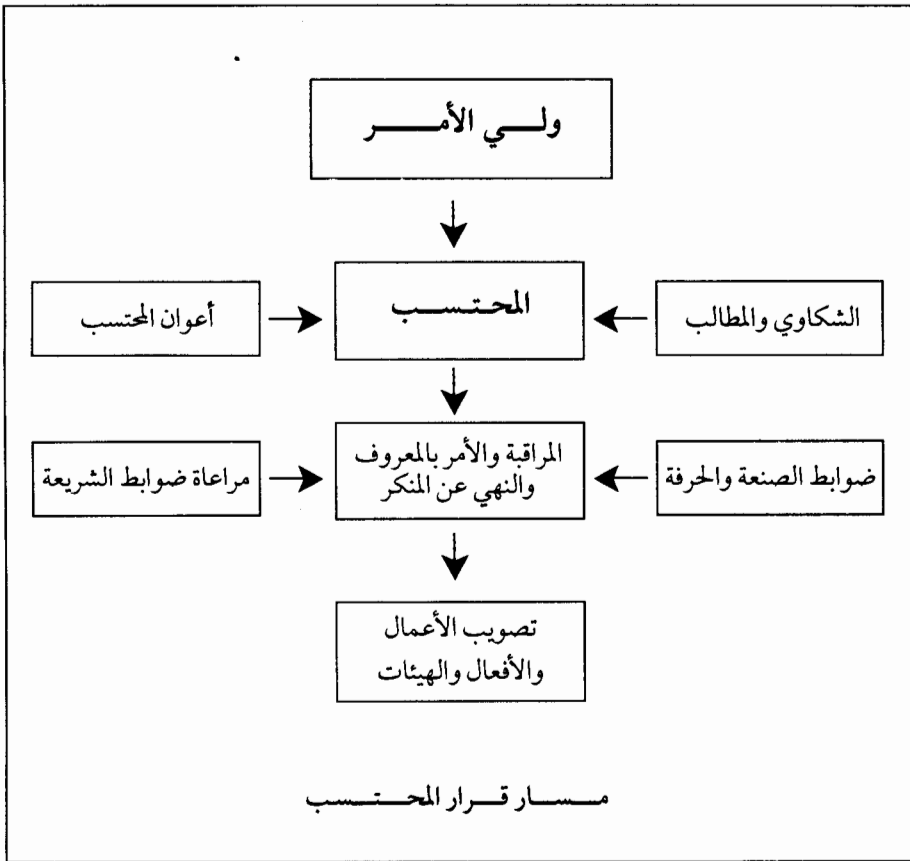 ولي الأمر
الشكاوي والمطالب
المحتسب
أعوان المحتسب
ضوابط الصنعة والحرفة
المراقبة والأمر بالمعروف
والنهي عن المنكر
مراعاة ضوابط الشريعة
تصويب الأعمال
والأفعال والهيئات
مسار قرار المحتسب